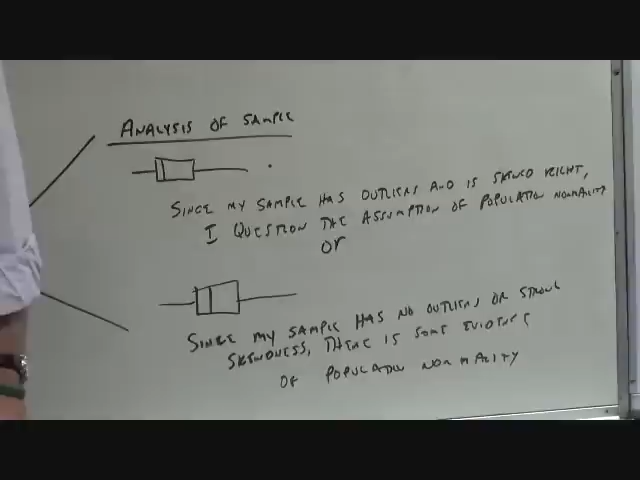 ANALYSIS OF SAMPLE
SINCE MY SAMPLE HAS OUTLIERS AND IS SKEWED RIGHT,
I QUESTION THE ASSUMPTION OF POPULATION NORMALITY
OR
SINCE MY SAMPLE HAS NO OUTLIERS OR STRONG
SKEWDNESS, THERE IS SOME EVIDENCE
OF POPULATION NORMALITY